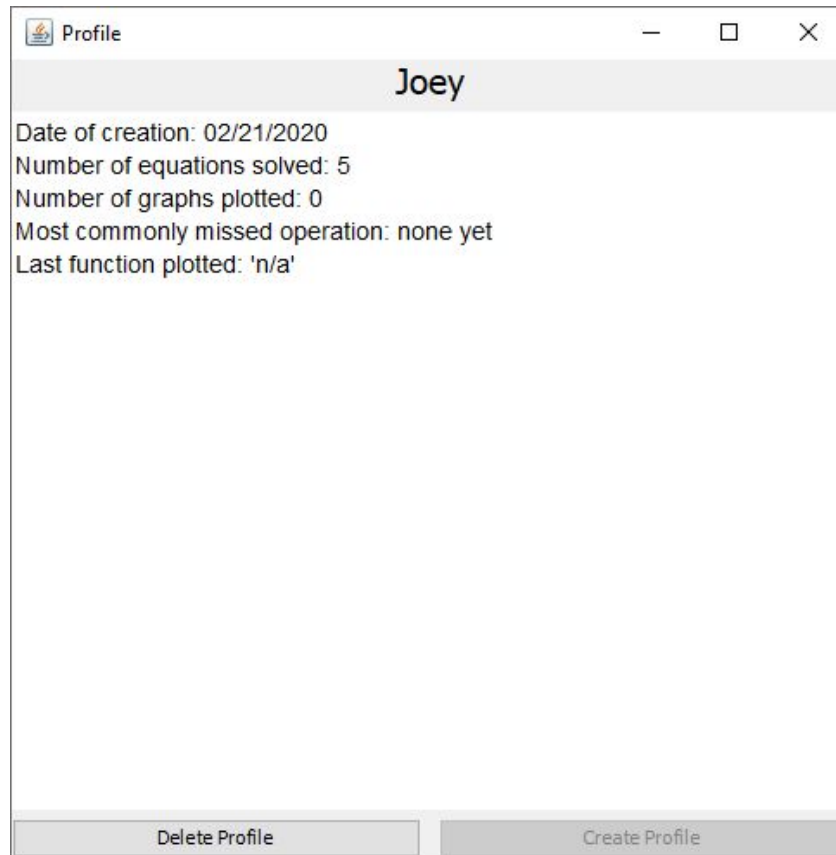 Profile
Joey
Date of creation: 02/21/2020
Number of equations solved: 5
Number of graphs plotted: 0
Most commonly missed operation: none yet
Last function plotted: 'n/a'
Delete Profile
Create Profile